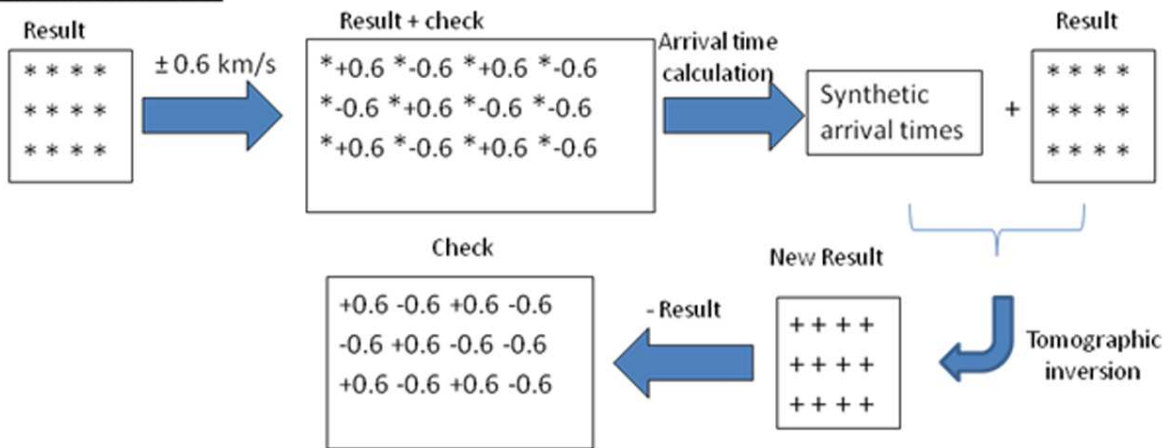 Result
* * * *
* * * *
* * * *
± 0.6 km/s
Result + check
*+0.6 *-0.6 *+0.6 *-0.6
*-0.6 *+0.6 *-0.6 *-0.6
*+0.6 *-0.6 *+0.6 *-0.6
Arrival time
calculation
Synthetic
arrival times
+
Result
* * * *
* * * *
* * * *
Check
+0.6 -0.6 +0.6 -0.6
-0.6 +0.6 -0.6 -0.6
+0.6 -0.6 +0.6 -0.6
- Result
New Result
+ + + +
+ + + +
+ + + +
Tomographic
inversion